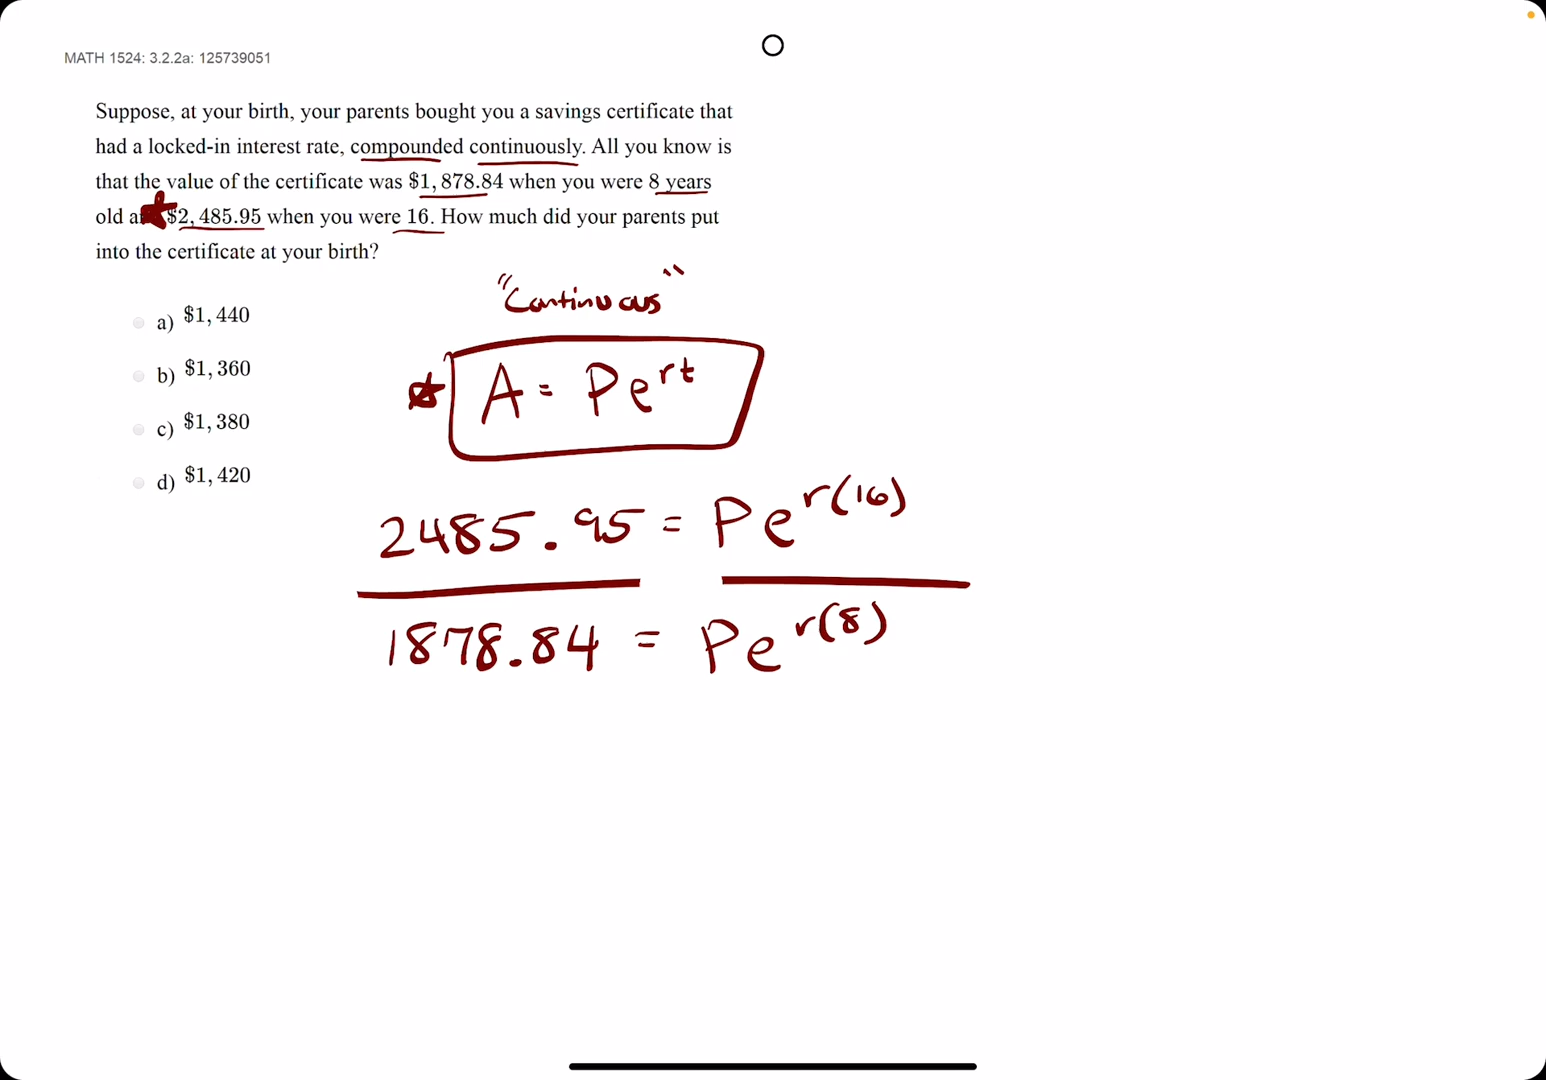 MATH 1524: 3.2.2a: 125739051
Suppose, at your birth, your parents bought you a savings certificate that
had a locked-in interest rate, compounded continuously. All you know is
that the value of the certificate was $1,878.84 when you were 8 years
old a $2,485.95 when you were 16. How much did your parents put
into the certificate at your birth?
a) $1,440
b) $1,360
c) $1,380
d) $1,420
"Continuous"
A = Pe^rt
2485.95 = Pe^r(16)
1878.84 = Pe^r(8)